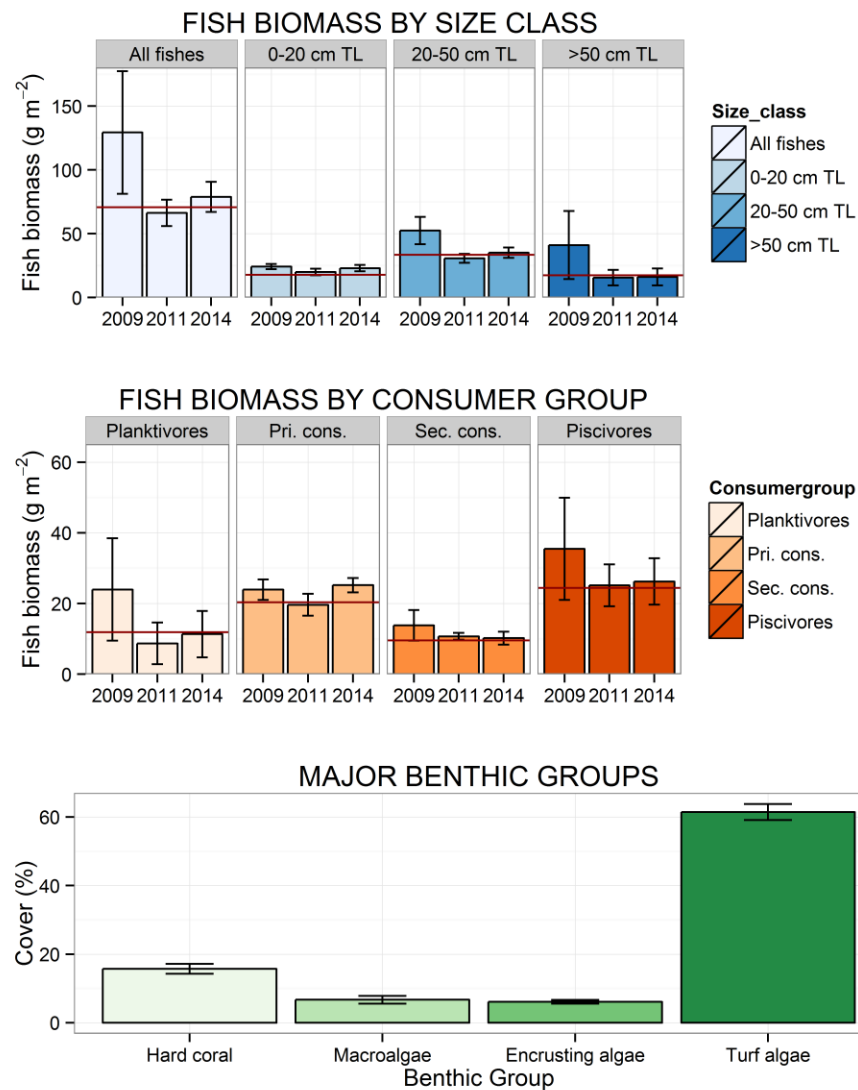 FISH BIOMASS BY SIZE CLASS
All fishes 0-20 cm TL 20-50 cm TL >50 cm TL
Fish biomass (g m−2)
150
100
50
0
2009 2011 2014 2009 2011 2014 2009 2011 2014 2009 2011 2014
Size_class
All fishes
0-20 cm TL
20-50 cm TL
>50 cm TL
FISH BIOMASS BY CONSUMER GROUP
Planktivores Pri. cons. Sec. cons. Piscivores
Fish biomass (g m−2)
60
40
20
0
2009 2011 2014 2009 2011 2014 2009 2011 2014 2009 2011 2014
Consumergroup
Planktivores
Pri. cons.
Sec. cons.
Piscivores
MAJOR BENTHIC GROUPS
Cover (%)
60
40
20
0
Hard coral Macroalgae Encrusting algae Turf algae
Benthic Group